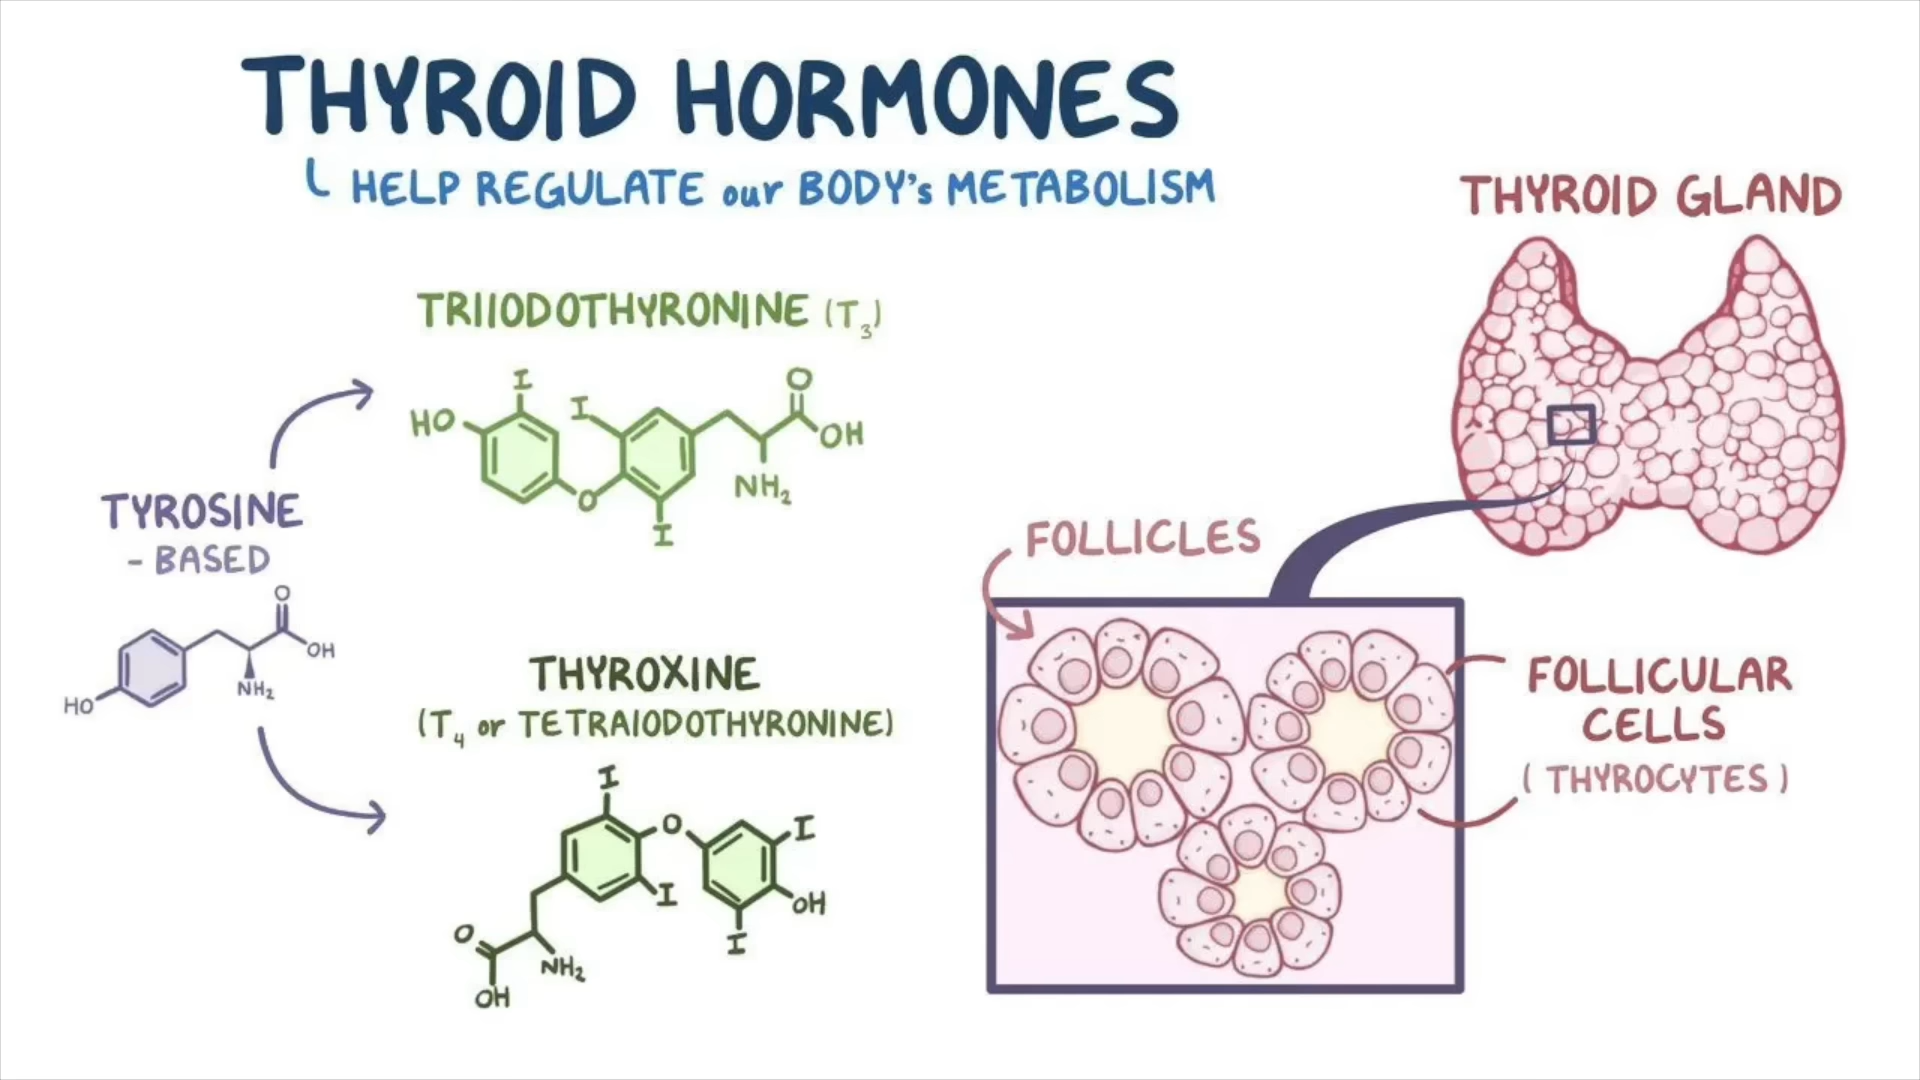 THYROID HORMONES
HELP REGULATE our BODY's METABOLISM
THYROID GLAND
TRIIODOTHYRONINE (T3)
I
I
O
HO
OH
NH2
O
I
TYROSINE
- BASED
O
OH
NH2
HO
FOLLICLES
THYROXINE
(T4 or TETRAIODOTHYRONINE)
I
O
I
I
OH
O
I
NH2
OH
FOLLICULAR
CELLS
(THYROCYTES)